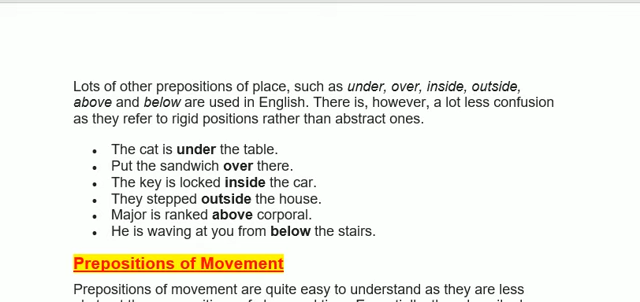 Lots of other prepositions of place, such as under, over, inside, outside,
above and below are used in English. There is, however, a lot less confusion
as they refer to rigid positions rather than abstract ones.
• The cat is under the table.
• Put the sandwich over there.
• The key is locked inside the car.
• They stepped outside the house.
• Major is ranked above corporal.
• He is waving at you from below the stairs.
Prepositions of Movement
Prepositions of movement are quite easy to understand as they are less